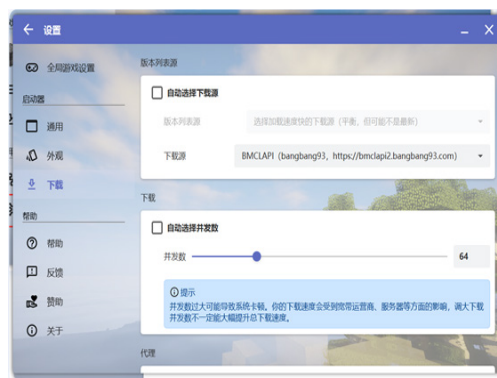 设置
全局游戏设置
启动器
通用
外观
下载
帮助
帮助
反馈
赞助
关于
版本列表源
自动选择下载源
版本列表源
选择加载速度快的下载源（平衡，但可能不是最新）
下载源
BMCLAPI（bangbang93，https://bmclapi2.bangbang93.com）
下载
自动选择并发数
并发数
64
提示
并发数过大可能导致系统卡顿。你的下载速度会受到宽带运营商、服务器等方面的影响，调大下载
并发数不一定能大幅提升总下载速度。
代理